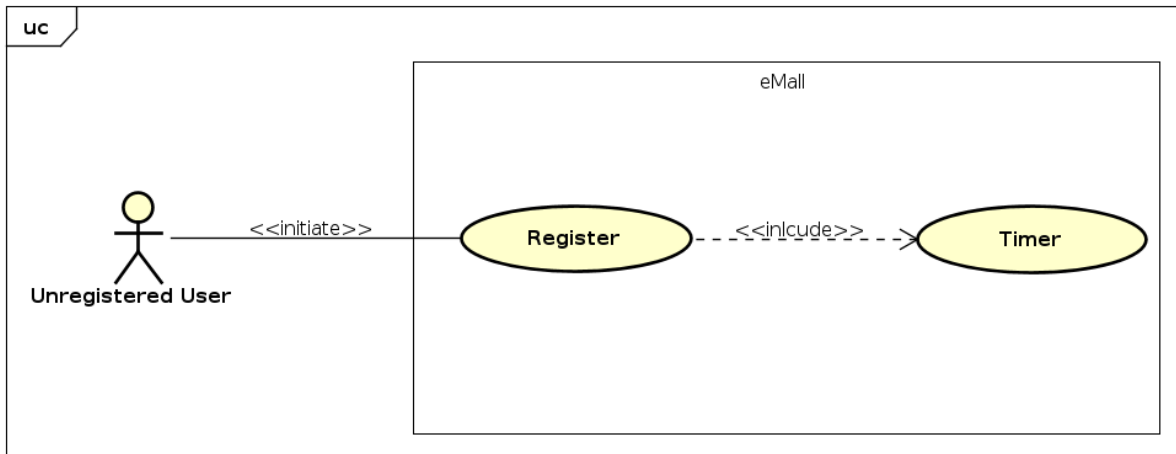 uc
eMall
<<initiate>>
Register
<<inlcude>>
Timer
Unregistered User